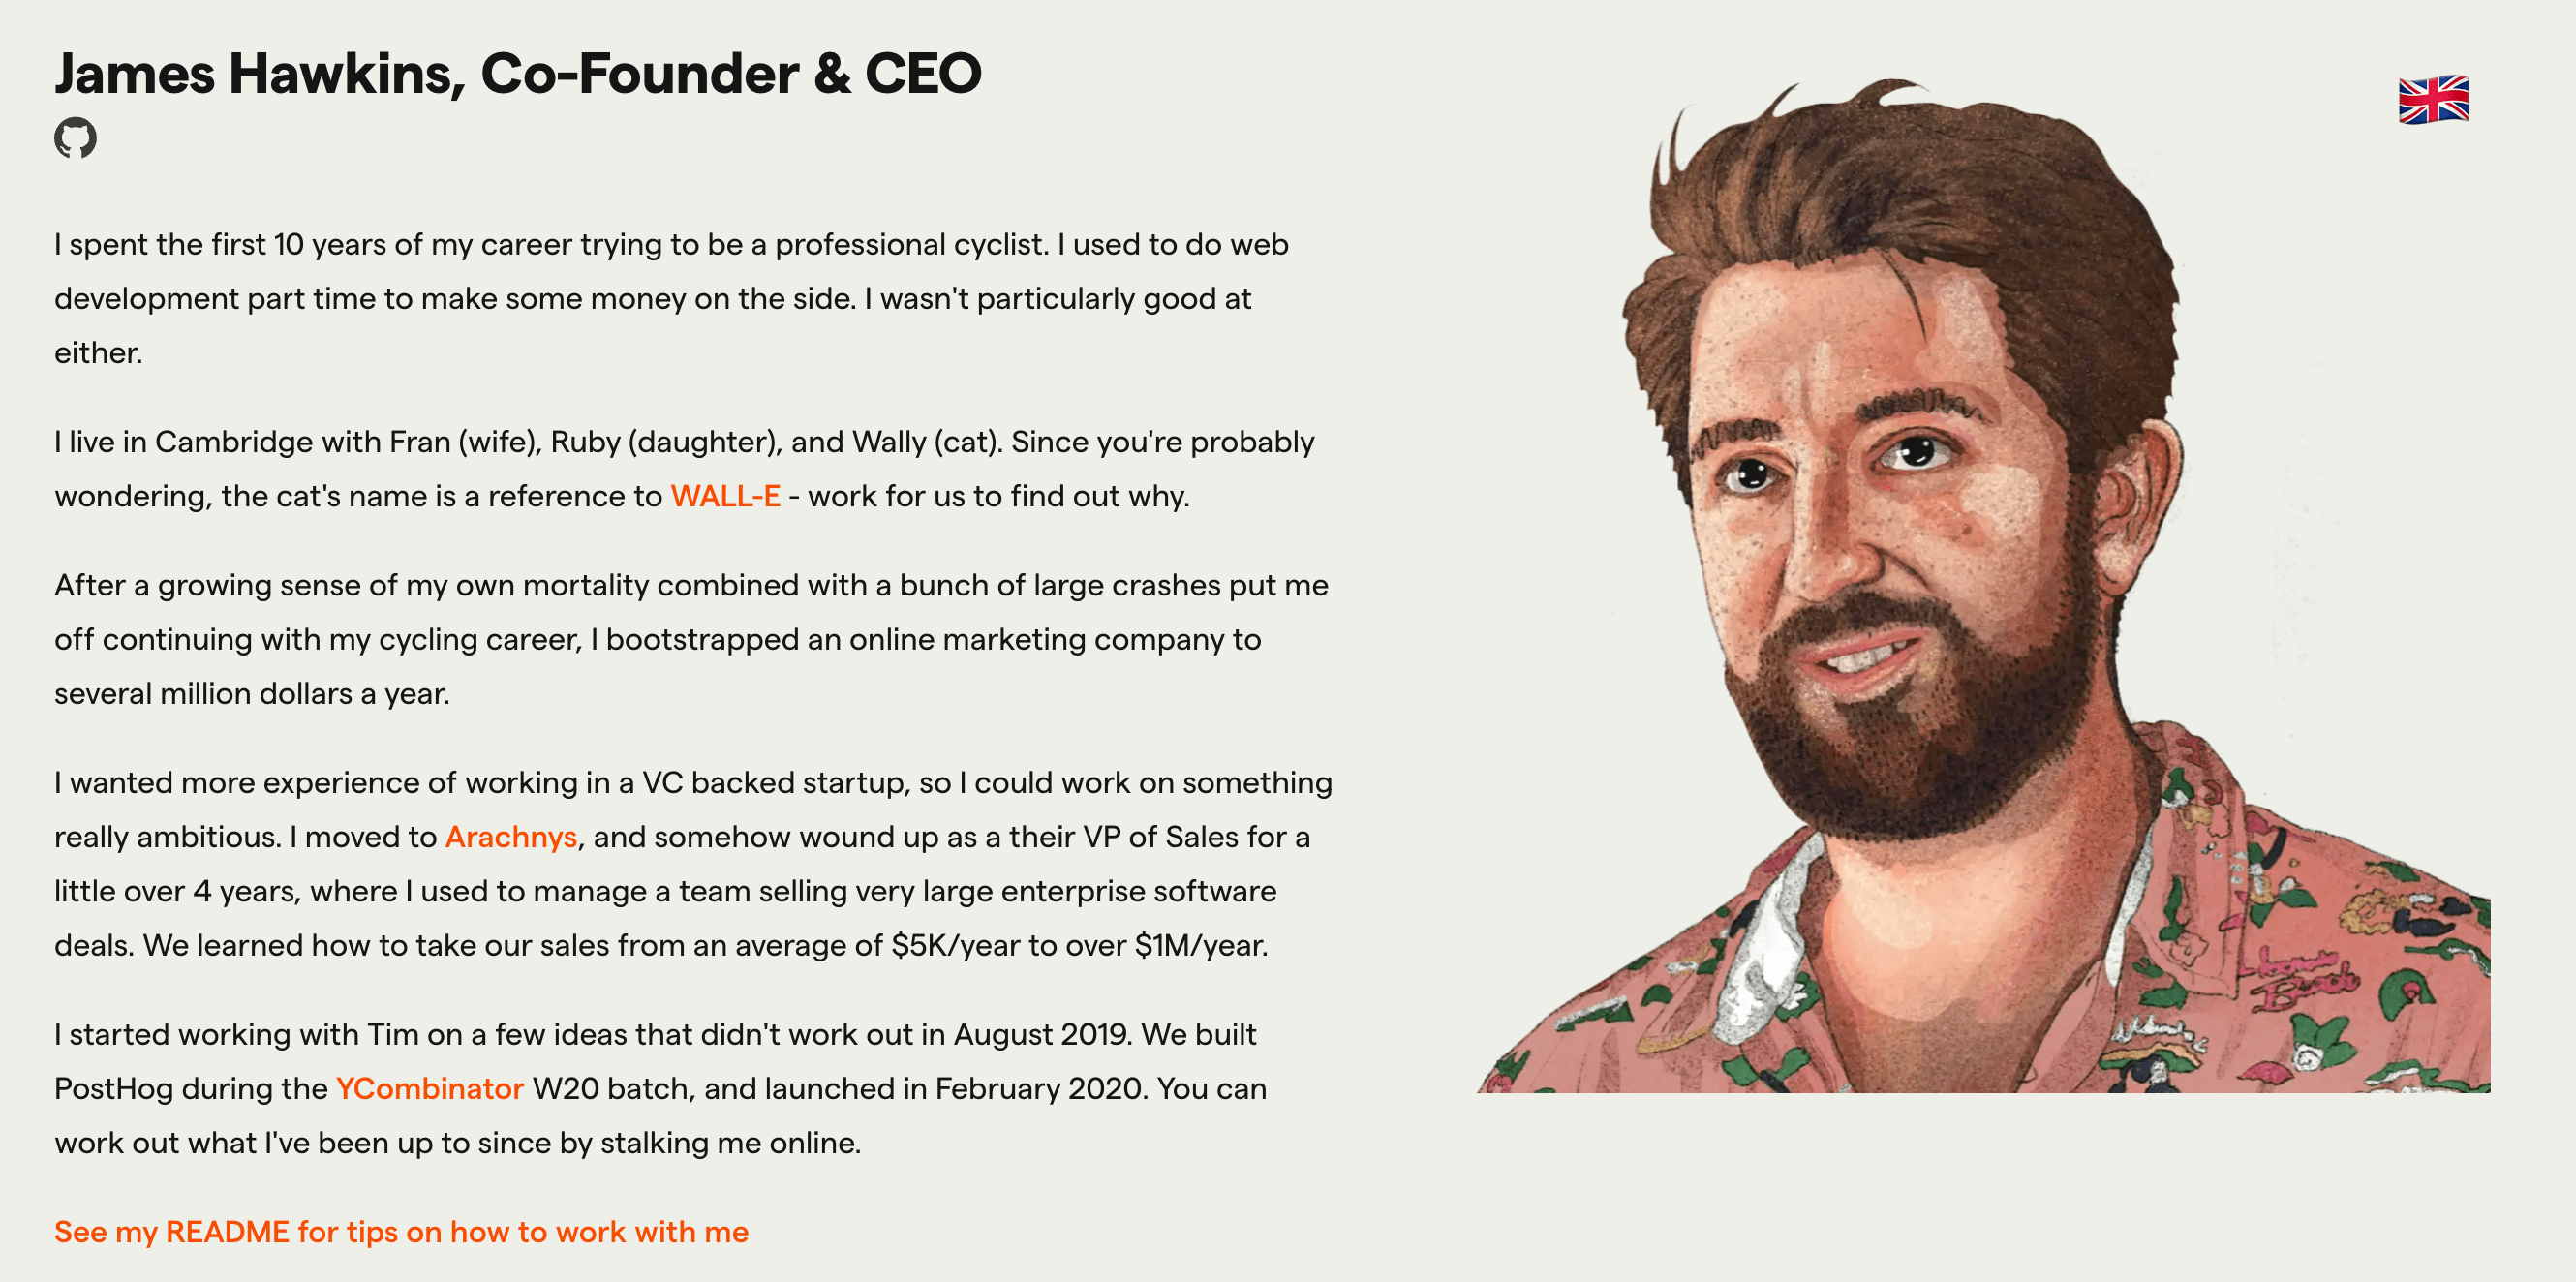 James Hawkins, Co-Founder & CEO
I spent the first 10 years of my career trying to be a professional cyclist. I used to do web
development part time to make some money on the side. I wasn't particularly good at
either.
I live in Cambridge with Fran (wife), Ruby (daughter), and Wally (cat). Since you're probably
wondering, the cat's name is a reference to WALL-E - work for us to find out why.
After a growing sense of my own mortality combined with a bunch of large crashes put me
off continuing with my cycling career, I bootstrapped an online marketing company to
several million dollars a year.
I wanted more experience of working in a VC backed startup, so I could work on something
really ambitious. I moved to Arachnys, and somehow wound up as a their VP of Sales for a
little over 4 years, where I used to manage a team selling very large enterprise software
deals. We learned how to take our sales from an average of $5K/year to over $1M/year.
I started working with Tim on a few ideas that didn't work out in August 2019. We built
PostHog during the YCombinator W20 batch, and launched in February 2020. You can
work out what I've been up to since by stalking me online.
See my README for tips on how to work with me